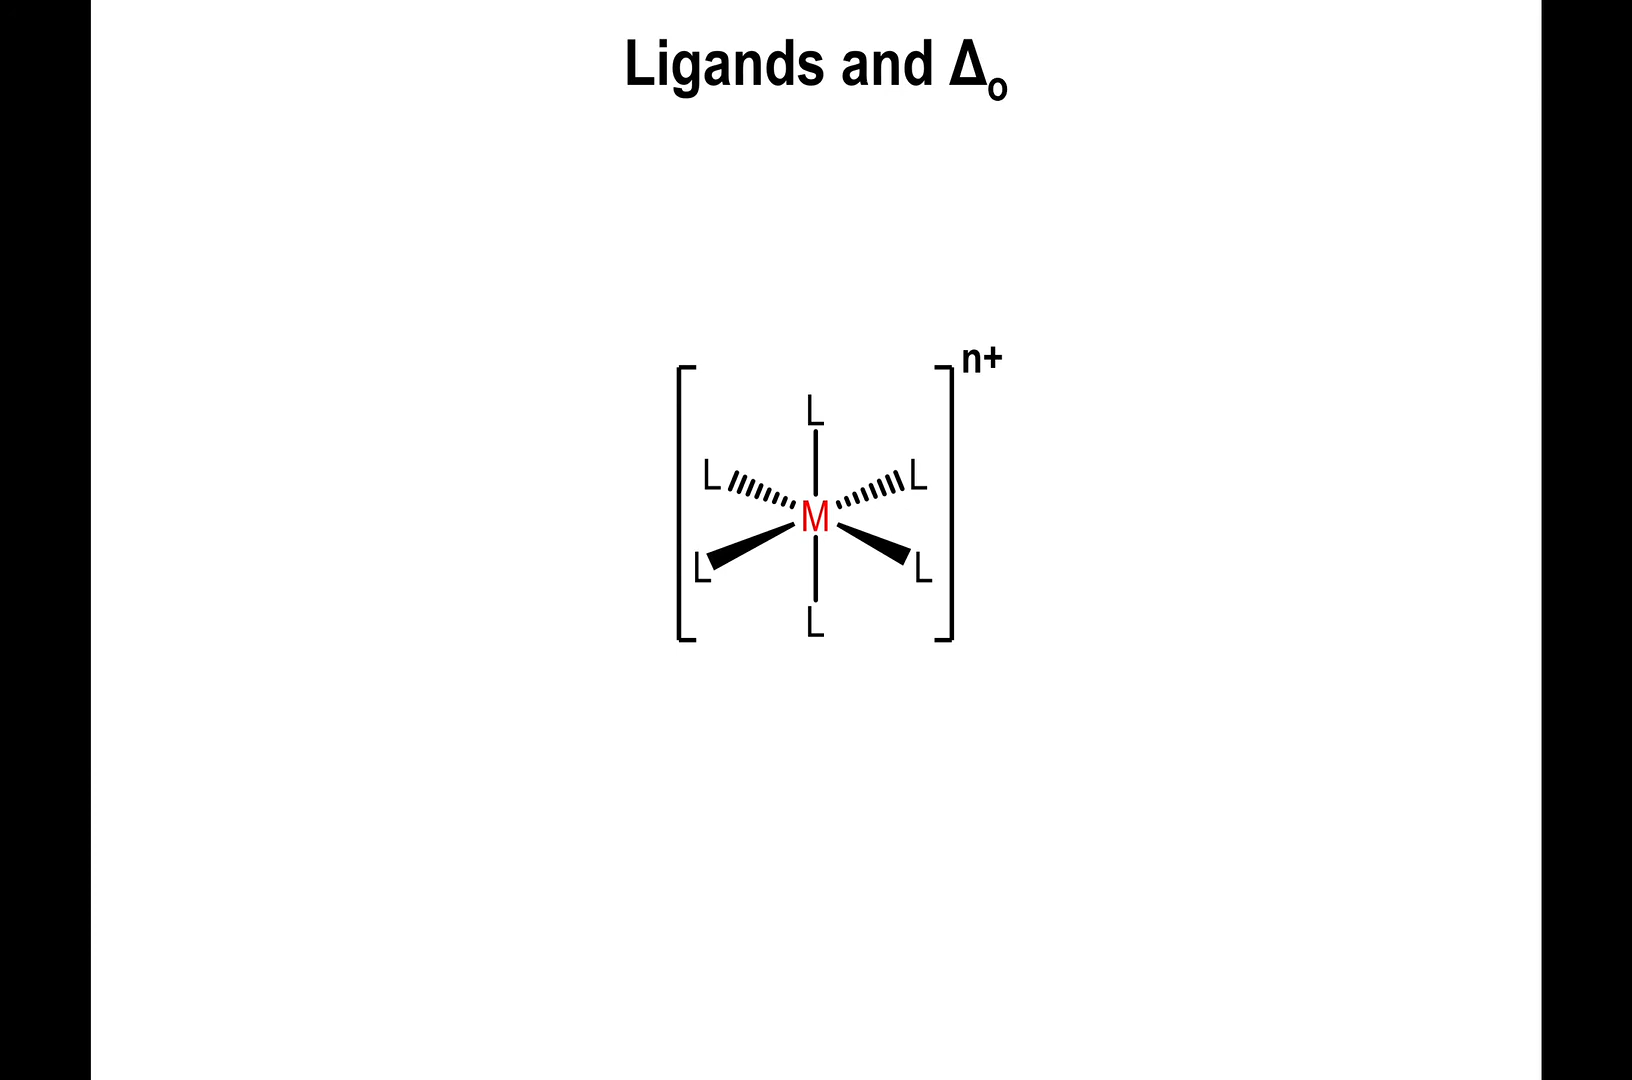 Ligands and Δo
n+
L
L L
M
L L
L